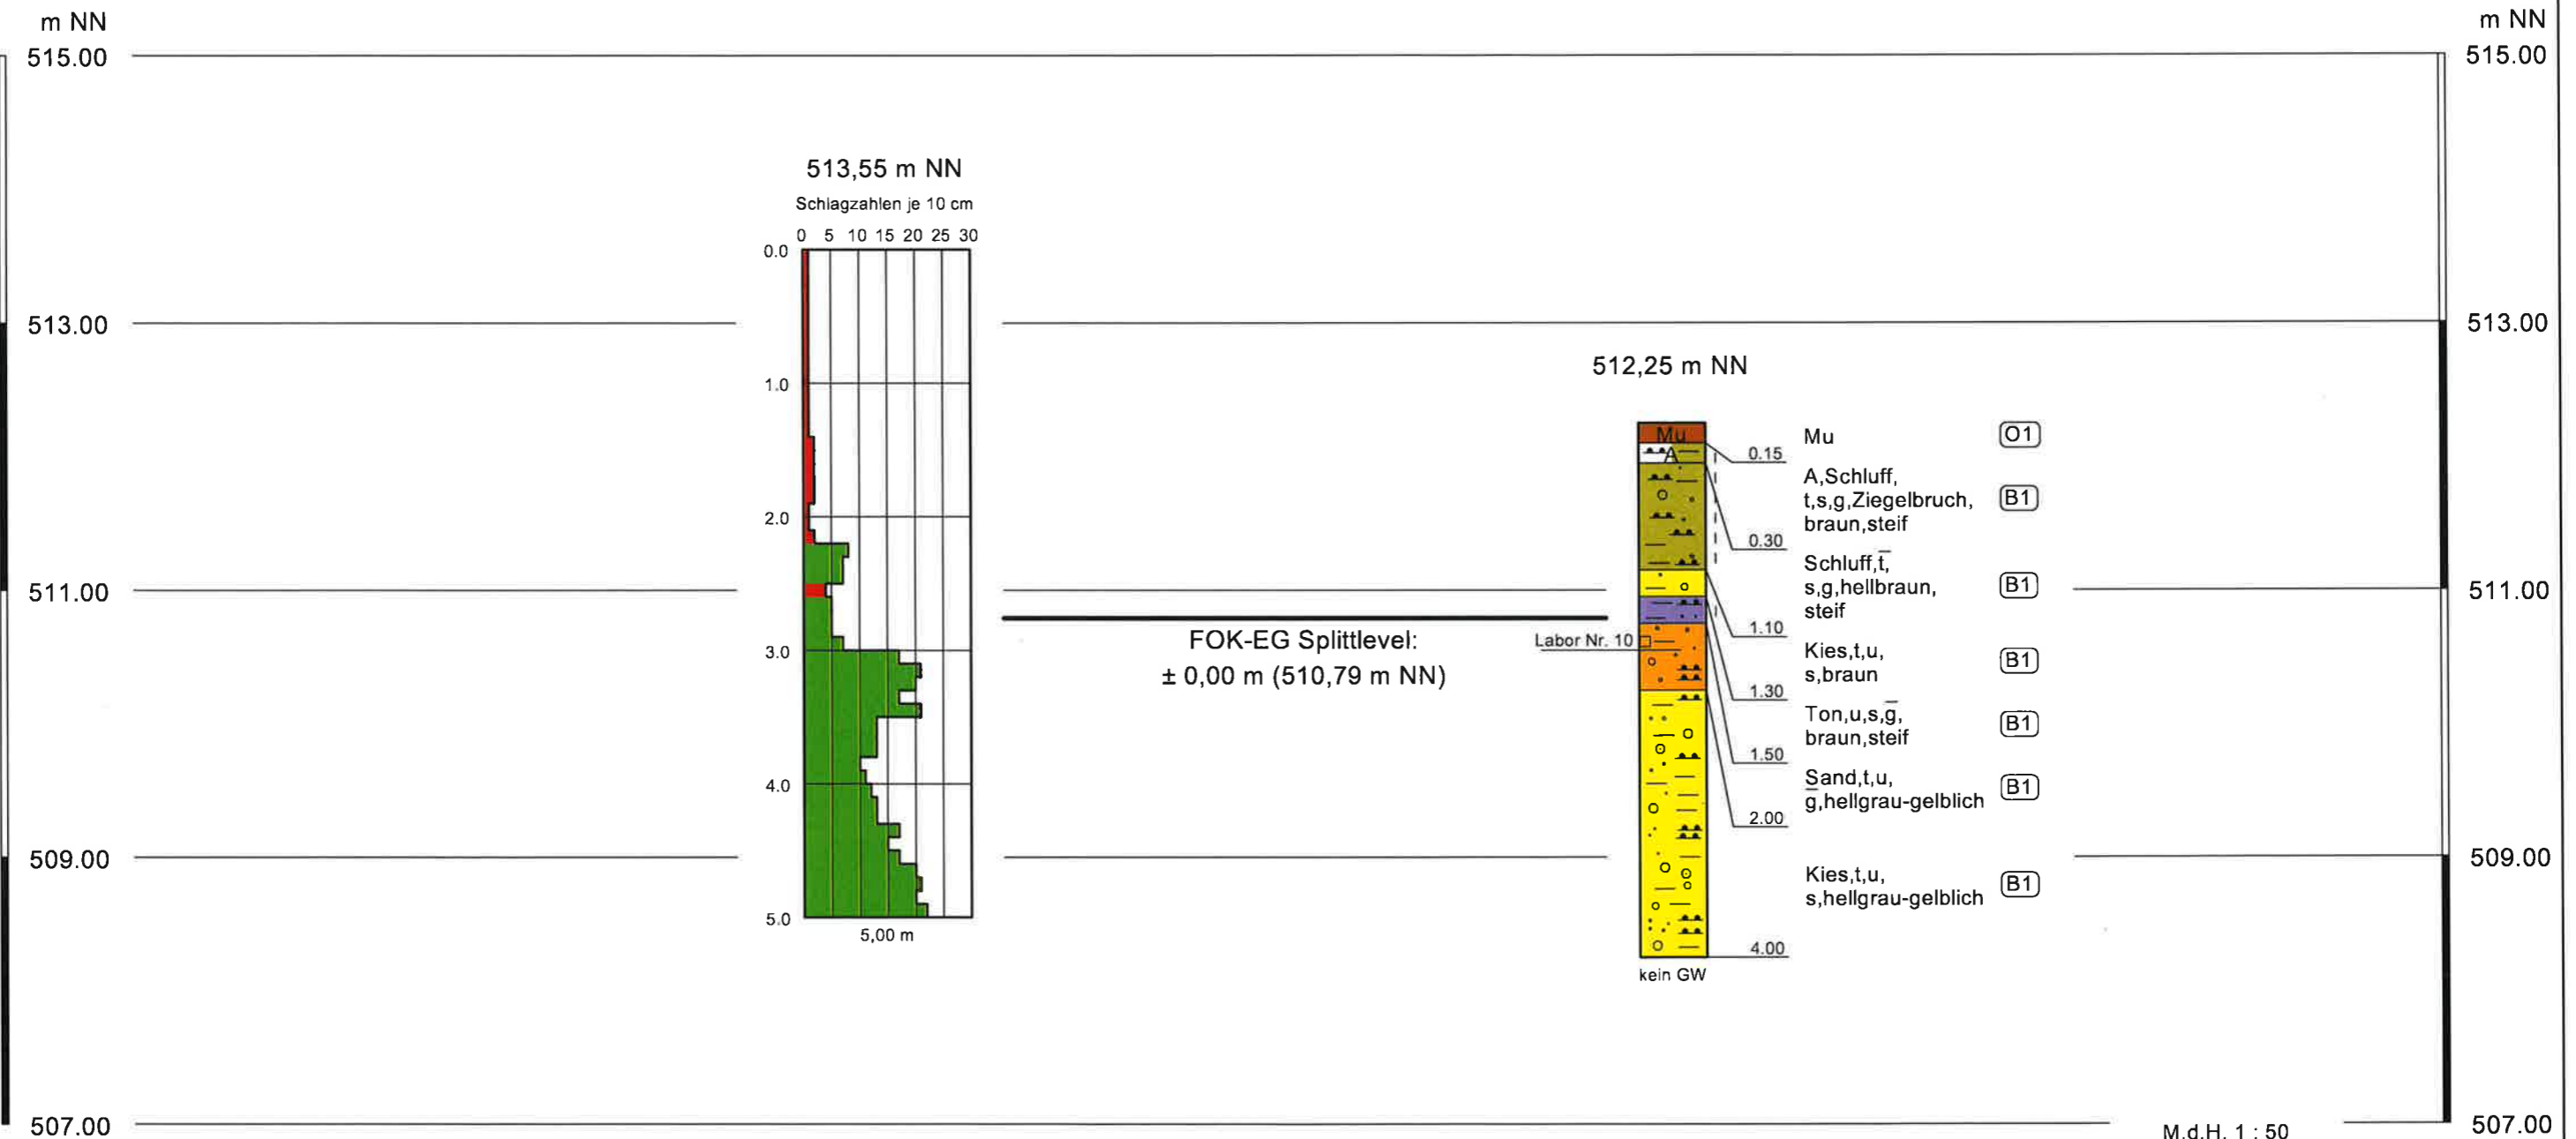 m NN
m NN
515.00
515.00
513,55 m NN
Schlagzahlen je 10 cm
0 5 10 15 20 25 30
0.0
1.0
2.0
3.0
4.0
5.0
5,00 m
513.00
513.00
511.00
511.00
509.00
509.00
507.00
507.00
FOK-EG Splittlevel:
± 0,00 m (510,79 m NN)
512,25 m NN
Mu
A
Labor Nr. 10
kein GW
0.15
0.30
1.10
1.30
1.50
2.00
4.00
Mu
O1
A,Schluff,
t,s,g,Ziegelbruch,
braun,steif
B1
Schluff,t̅,
s,g,hellbraun,
steif
B1
Kies,t,u,
s,braun
B1
Ton,u,s,g̅,
braun,steif
B1
Sand,t,u,
g̅,hellgrau-gelblich
B1
Kies,t,u,
s,hellgrau-gelblich
B1
M.d.H. 1 : 50